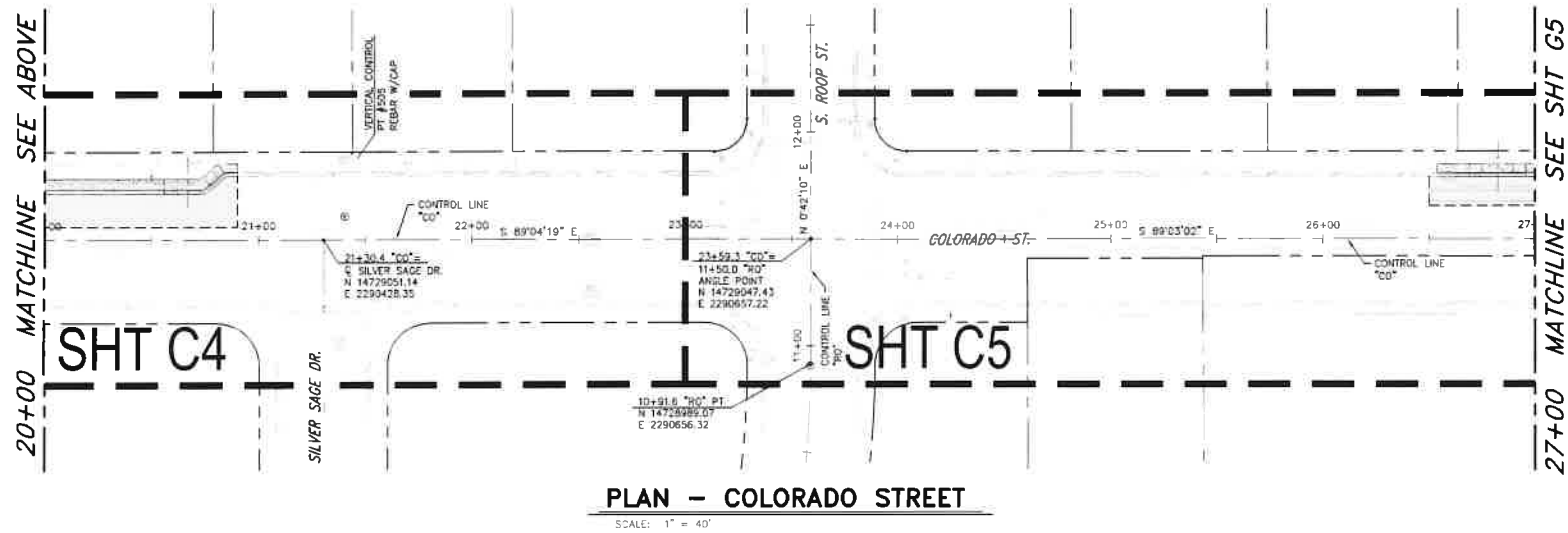 20+00 MATCHLINE SEE ABOVE
VERTICAL CONTROL
PT #505
REBAR W/CAP
S. ROOP ST.
12+00
N 0°42'10" E
CONTROL LINE
"CO"
21+00
22+00
S 89°04'19" E
23+00
24+00
COLORADO ST.
25+00
S 89°03'02" E
26+00
27+
21+30.4 "CO"=
℄ SILVER SAGE DR.
N 14729051.14
E 2290428.35
23+59.3 "CO"=
11+50.0 "RO"
ANGLE POINT
N 14729047.43
E 2290657.22
CONTROL LINE
"CO"
CONTROL LINE
"RO"
11+00
SHT C4
SHT C5
SILVER SAGE DR.
10+91.6 "RO" PT
N 14728989.07
E 2290656.32
27+00 MATCHLINE SEE SHT G5
PLAN - COLORADO STREET
SCALE: 1" = 40'